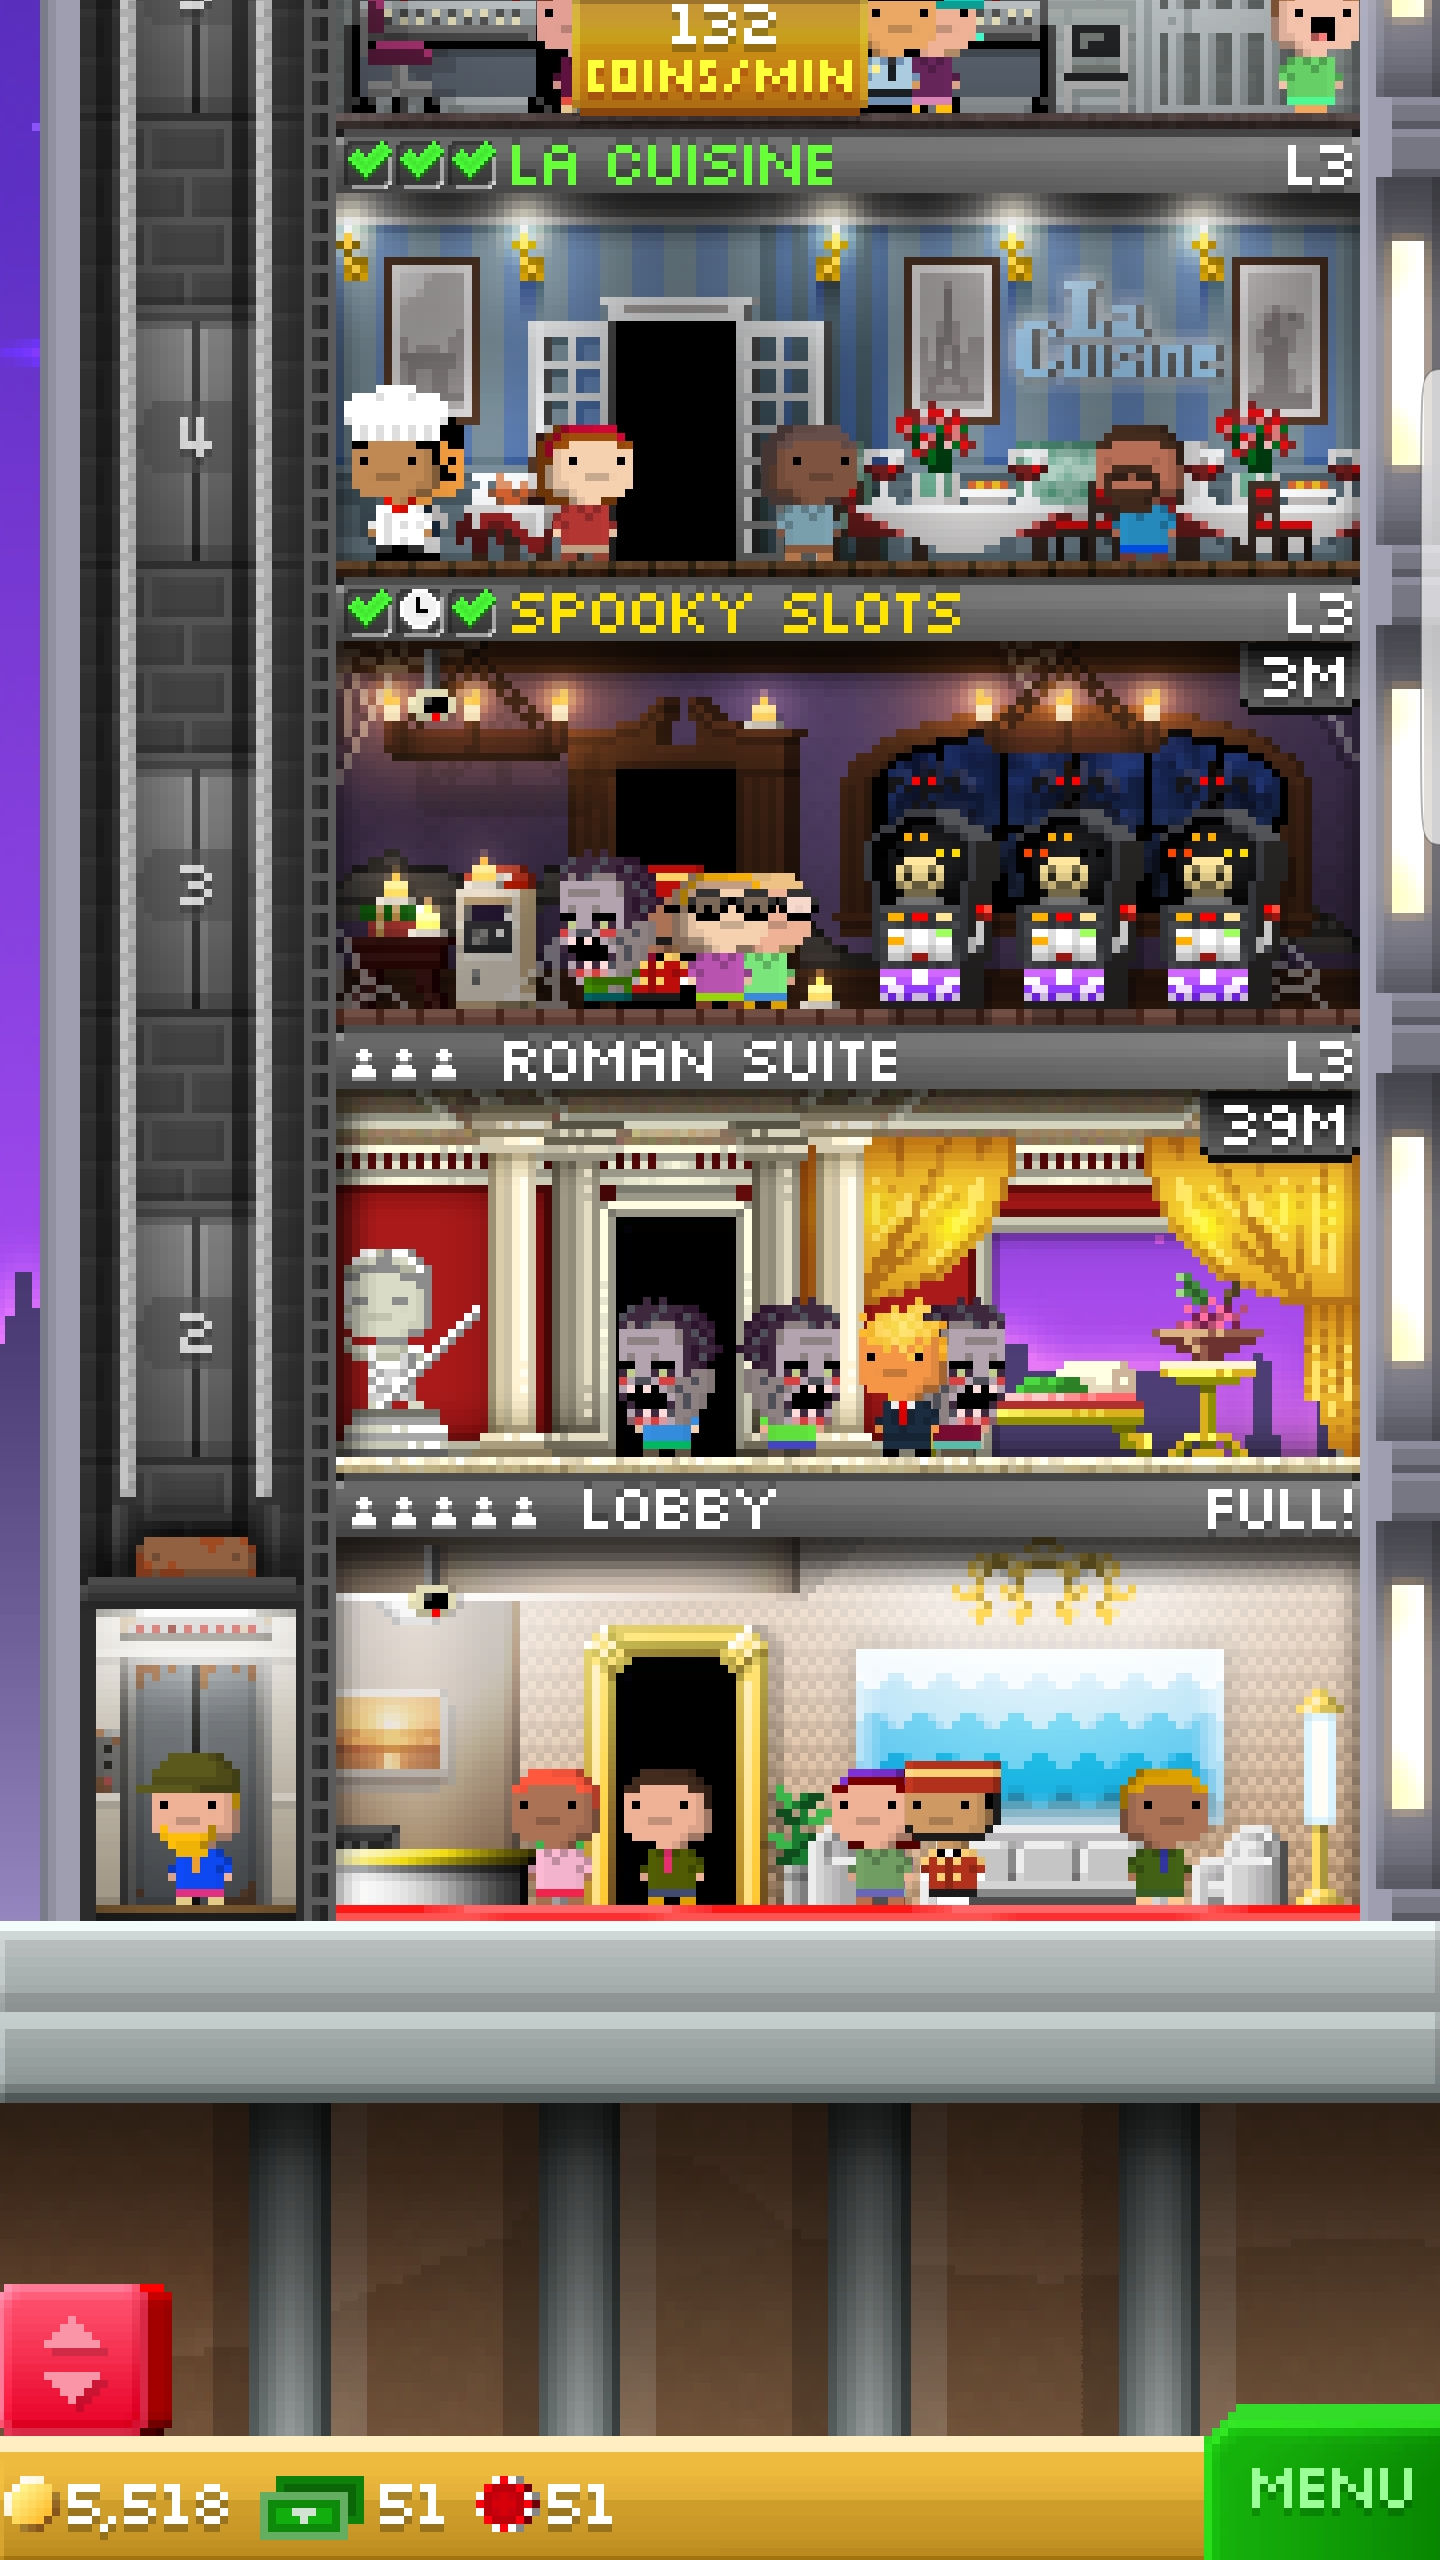 132
COINS/MIN
LA CUISINE L3
La
Cuisine
4
SPOOKY SLOTS L3
3M
3
ROMAN SUITE L3
39M
2
LOBBY FULL!
MENU
5,518 51 51